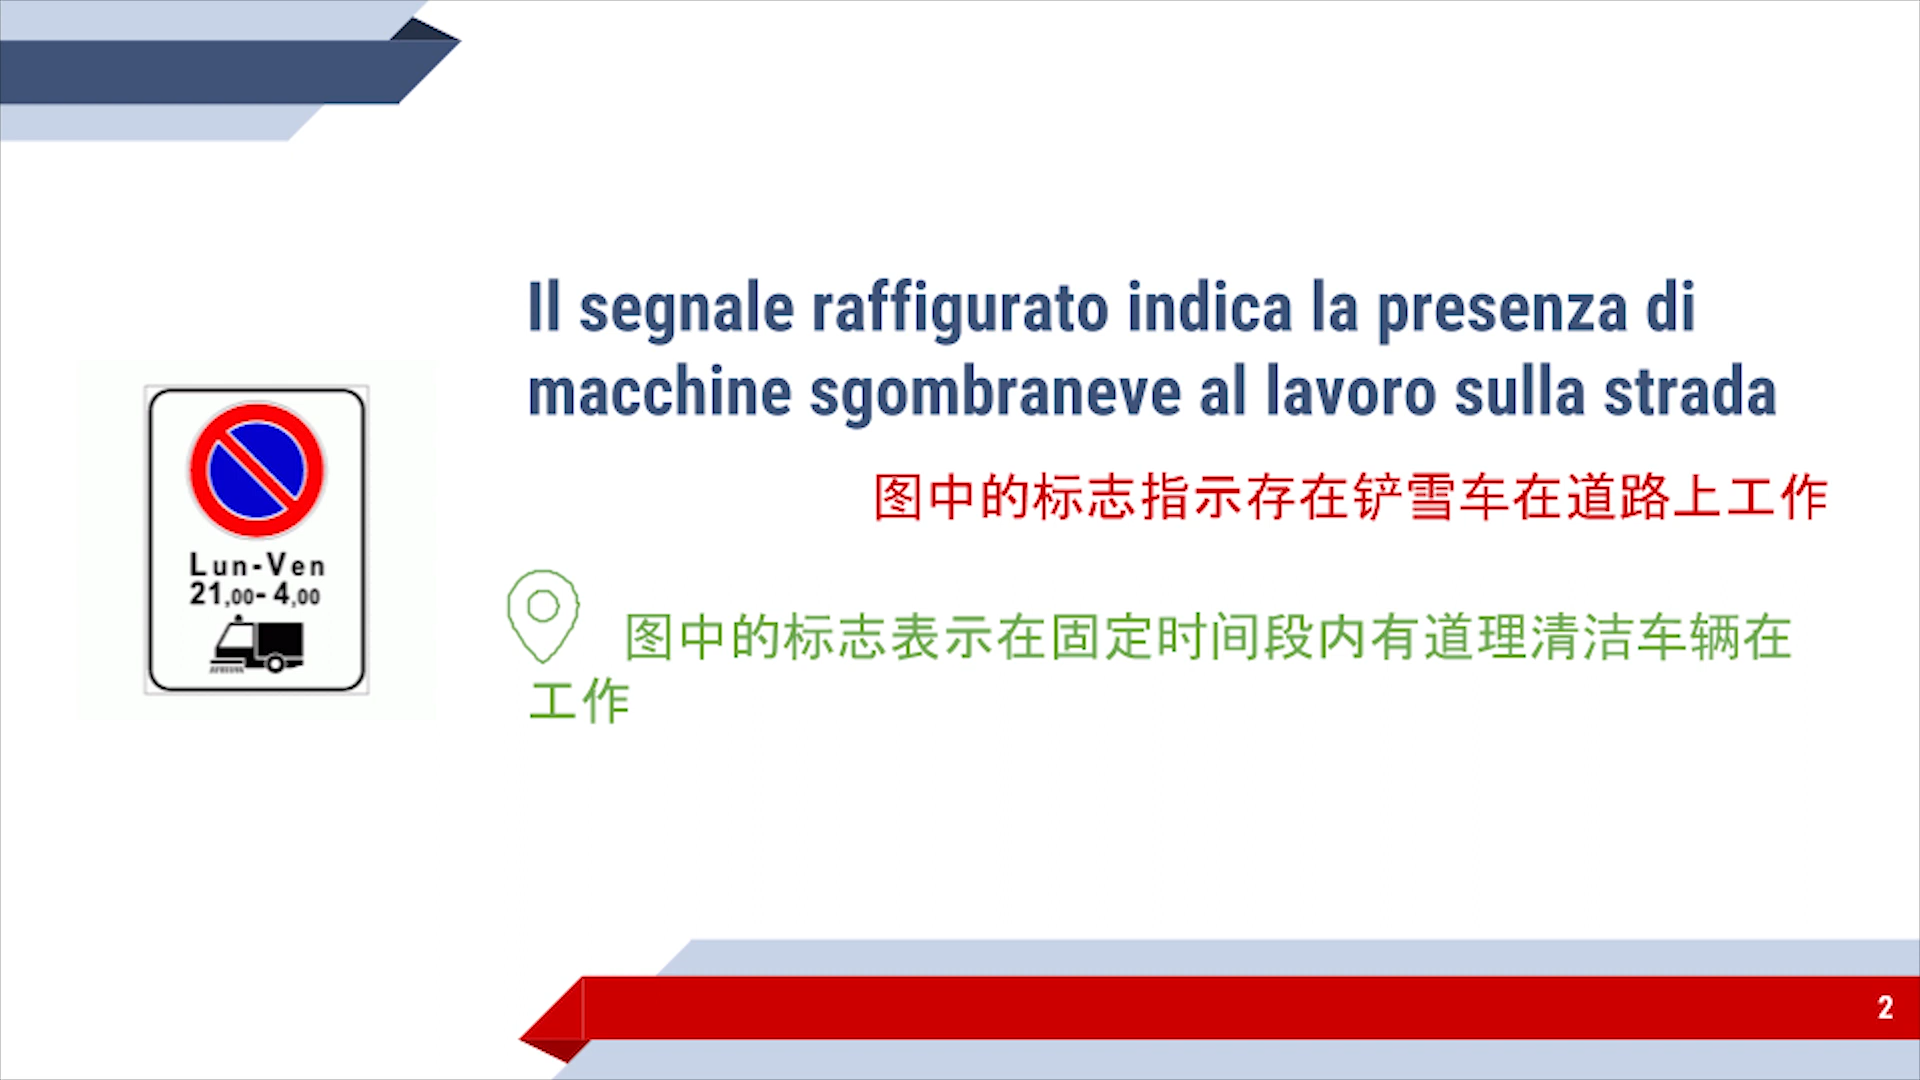 Il segnale raffigurato indica la presenza di
macchine sgombraneve al lavoro sulla strada
图中的标志指示存在铲雪车在道路上工作
Lun-Ven
21,00-4,00
图中的标志表示在固定时间段内有道理清洁车辆在
工作
2